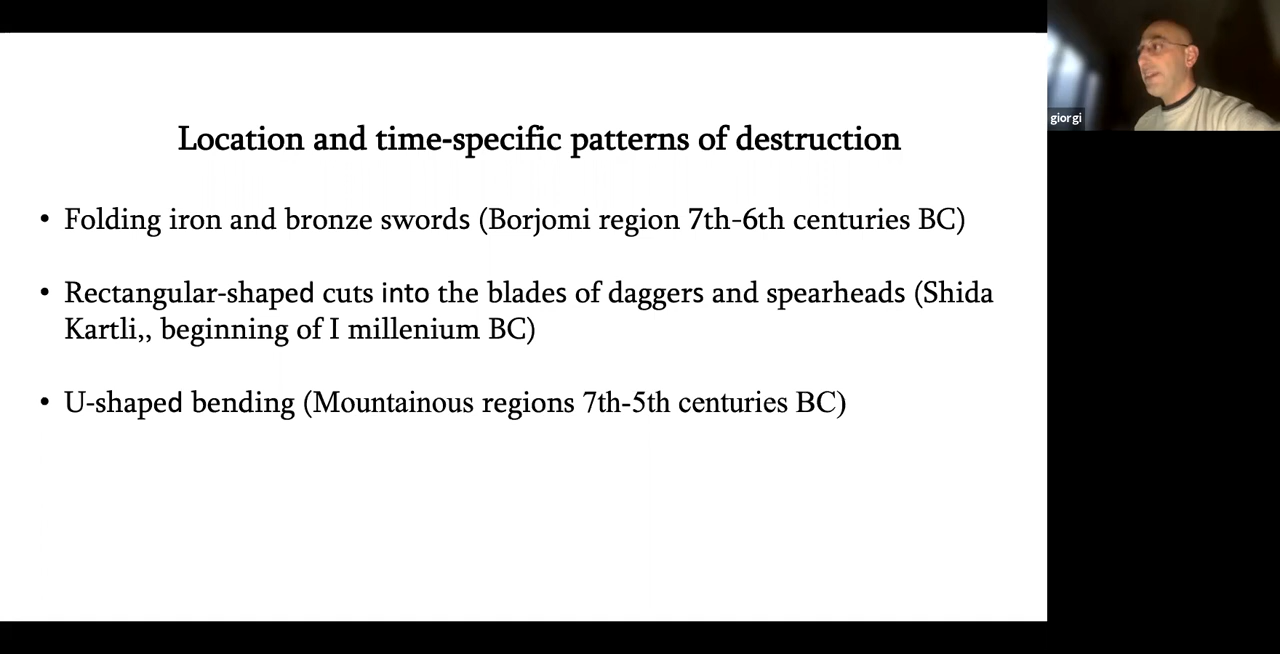 Location and time-specific patterns of destruction
• Folding iron and bronze swords (Borjomi region 7th-6th centuries BC)
• Rectangular-shaped cuts into the blades of daggers and spearheads (Shida
Kartli,, beginning of I millenium BC)
• U-shaped bending (Mountainous regions 7th-5th centuries BC)
giorgi